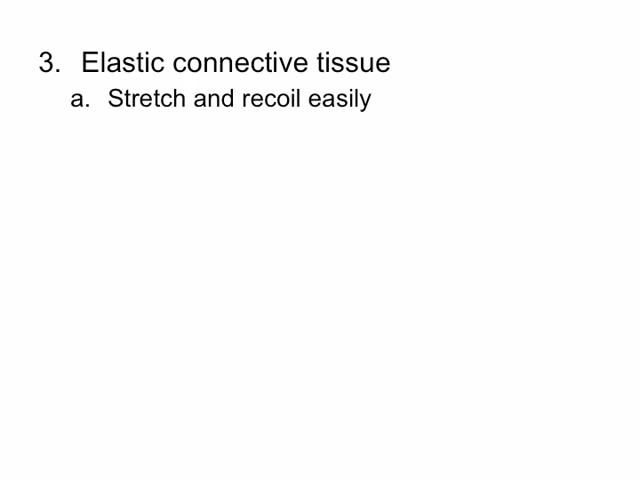 3. Elastic connective tissue
a. Stretch and recoil easily